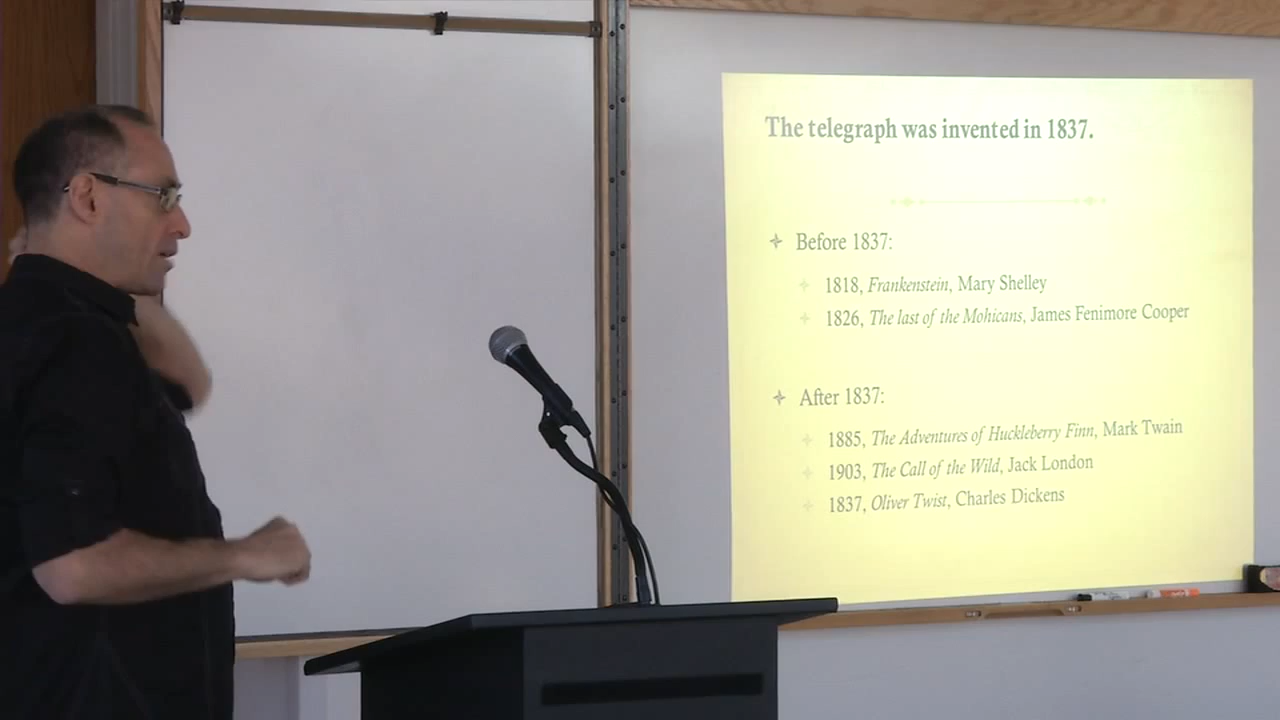 The telegraph was invented in 1837.
Before 1837:
1818, Frankenstein, Mary Shelley
1826, The last of the Mohicans, James Fenimore Cooper
After 1837:
1885, The Adventures of Huckleberry Finn, Mark Twain
1903, The Call of the Wild, Jack London
1837, Oliver Twist, Charles Dickens